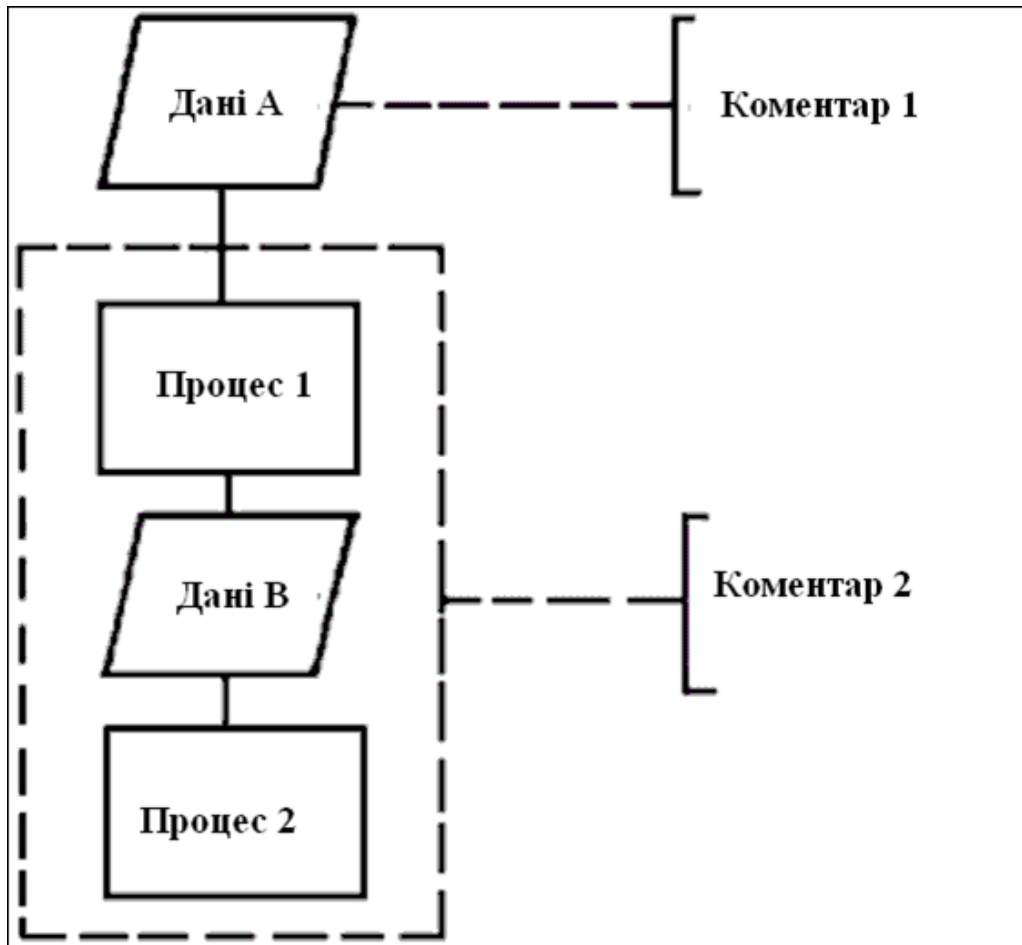 Дані А
Коментар 1
Процес 1
Дані В
Коментар 2
Процес 2